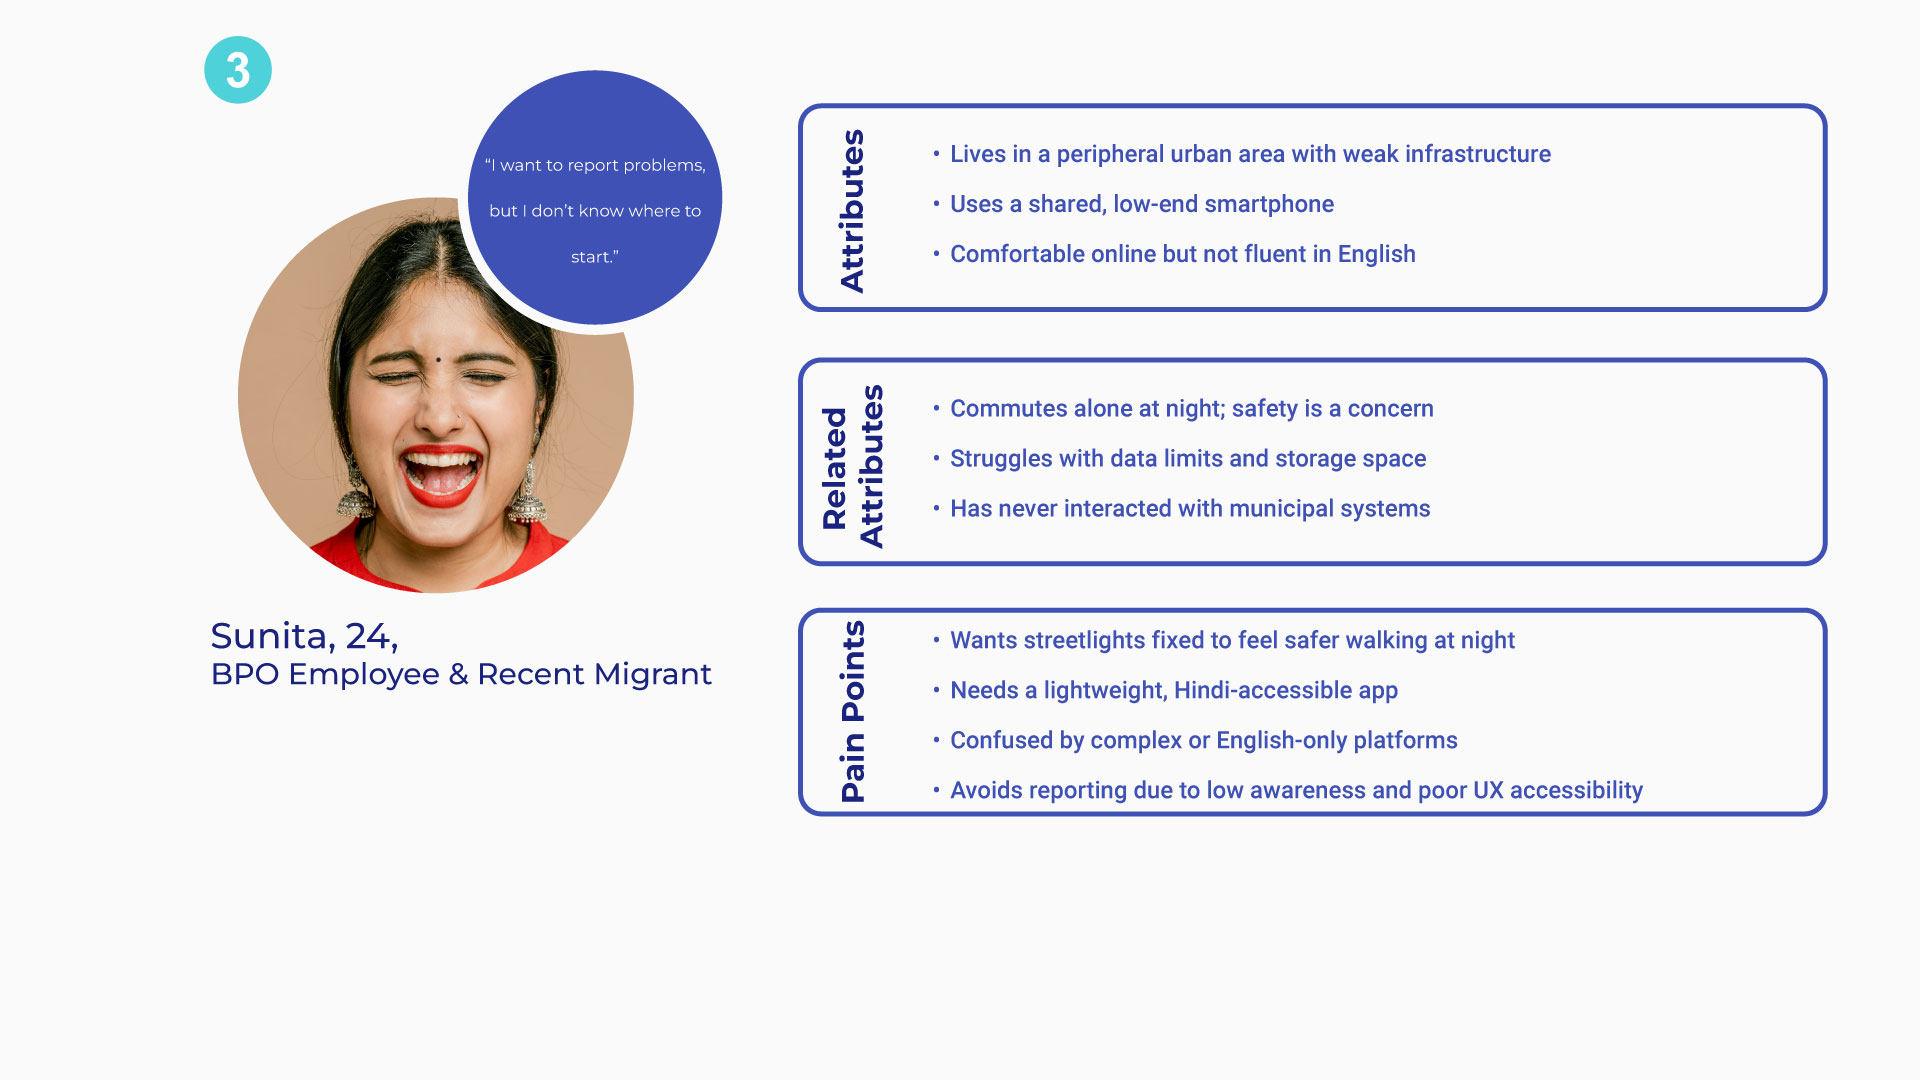 3
“I want to report problems,
but I don’t know where to
start.”
Sunita, 24,
BPO Employee & Recent Migrant
Attributes
• Lives in a peripheral urban area with weak infrastructure
• Uses a shared, low-end smartphone
• Comfortable online but not fluent in English
Related
Attributes
• Commutes alone at night; safety is a concern
• Struggles with data limits and storage space
• Has never interacted with municipal systems
Pain Points
• Wants streetlights fixed to feel safer walking at night
• Needs a lightweight, Hindi-accessible app
• Confused by complex or English-only platforms
• Avoids reporting due to low awareness and poor UX accessibility